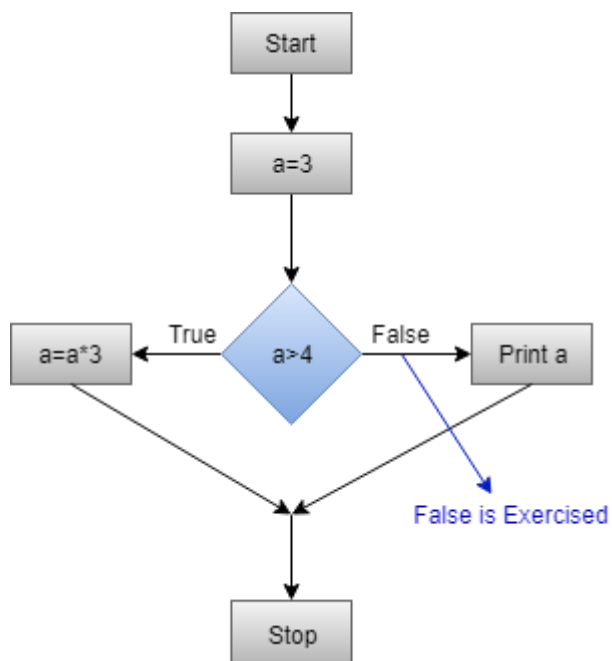 Start
a=3
True
False
a=a*3
a>4
Print a
False is Exercised
Stop